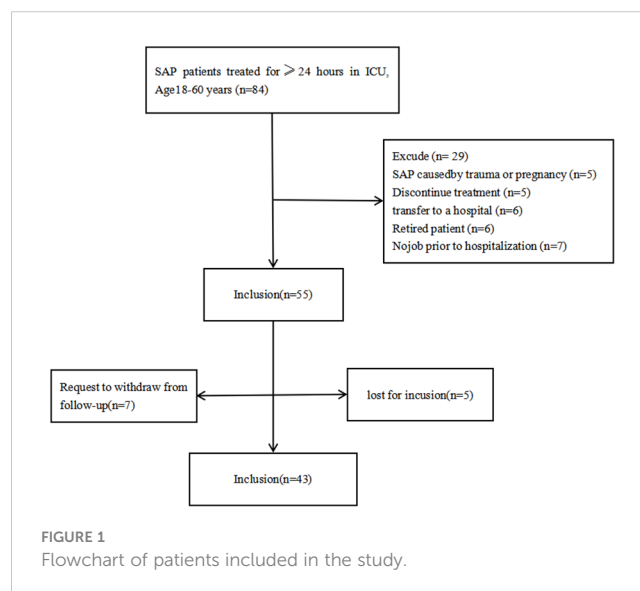 SAP patients treated for ⩾ 24 hours in ICU,
Age18-60 years (n=84)
Excude (n= 29)
SAP causedby trauma or pregnancy (n=5)
Discontinue treatment (n=5)
transfer to a hospital (n=6)
Retired patient (n=6)
Nojob prior to hospitalization (n=7)
Inclusion(n=55)
Request to withdraw from
follow-up(n=7)
lost for incusion(n=5)
Inclusion(n=43)
FIGURE 1
Flowchart of patients included in the study.